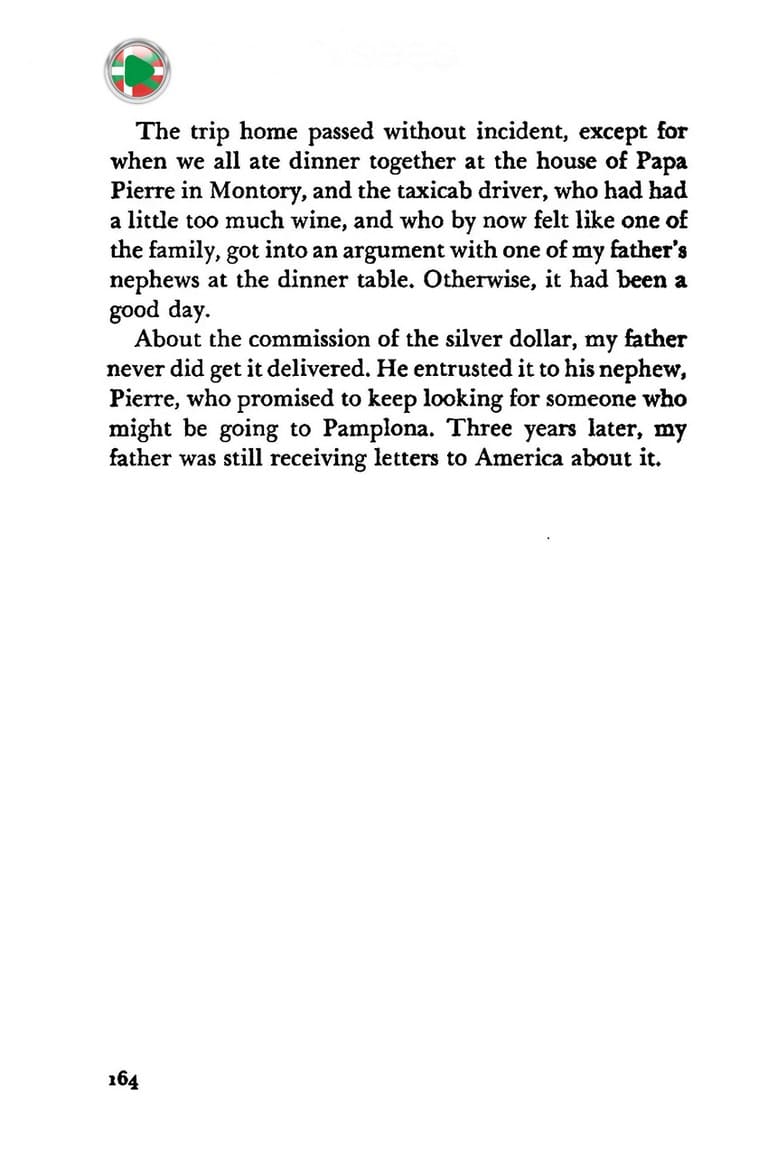 The trip home passed without incident, except for
when we all ate dinner together at the house of Papa
Pierre in Montory, and the taxicab driver, who had had
a little too much wine, and who by now felt like one of
the family, got into an argument with one of my father's
nephews at the dinner table. Otherwise, it had been a
good day.
About the commission of the silver dollar, my father
never did get it delivered. He entrusted it to his nephew,
Pierre, who promised to keep looking for someone who
might be going to Pamplona. Three years later, my
father was still receiving letters to America about it.
164